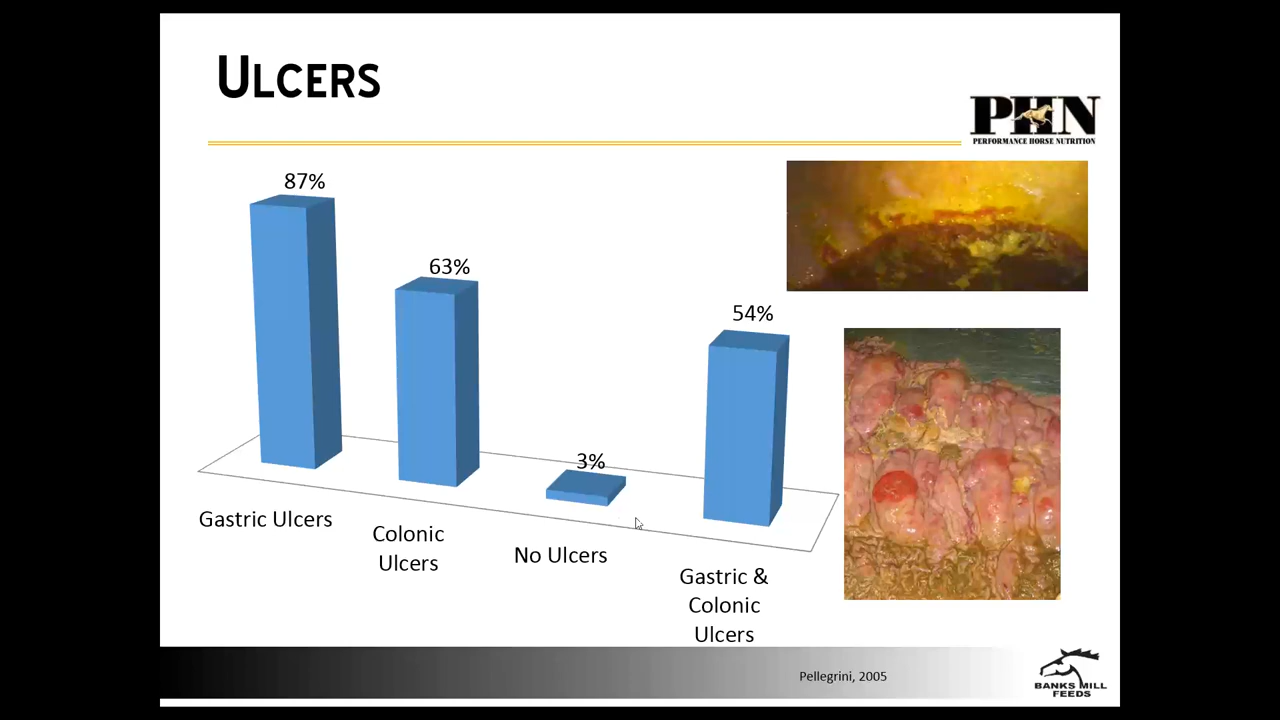 ULCERS
PHN
PERFORMANCE HORSE NUTRITION
87%
63%
3%
54%
Gastric Ulcers
Colonic
Ulcers
No Ulcers
Gastric &
Colonic
Ulcers
Pellegrini, 2005
BANKS MILL
FEEDS